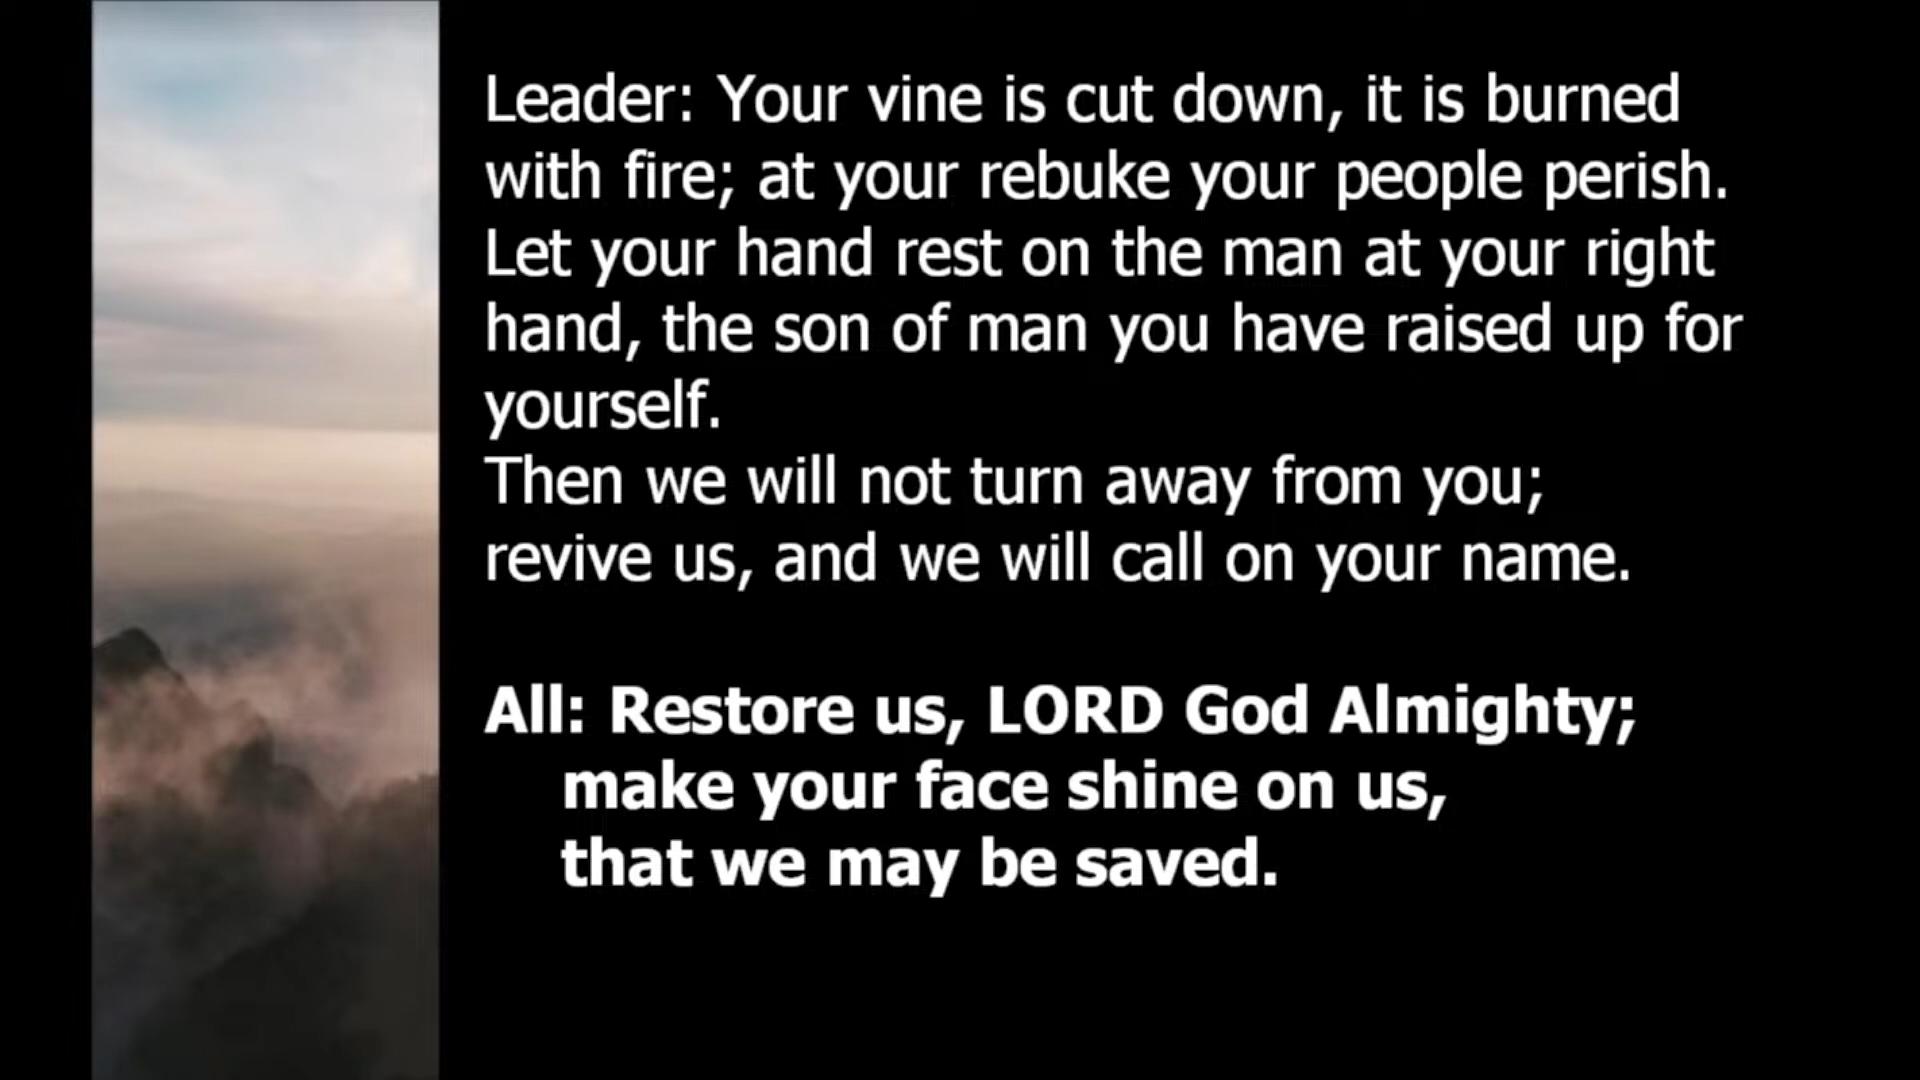 Leader: Your vine is cut down, it is burned
with fire; at your rebuke your people perish.
Let your hand rest on the man at your right
hand, the son of man you have raised up for
yourself.
Then we will not turn away from you;
revive us, and we will call on your name.
All: Restore us, LORD God Almighty;
make your face shine on us,
that we may be saved.